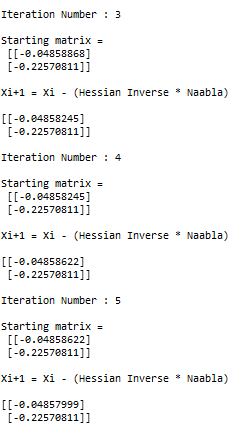 Iteration Number : 3
Starting matrix =
[[-0.04858868]
[-0.22570811]]
Xi+1 = Xi - (Hessian Inverse * Naabla)
[[-0.04858245]
[-0.22570811]]
Iteration Number : 4
Starting matrix =
[[-0.04858245]
[-0.22570811]]
Xi+1 = Xi - (Hessian Inverse * Naabla)
[[-0.04858622]
[-0.22570811]]
Iteration Number : 5
Starting matrix =
[[-0.04858622]
[-0.22570811]]
Xi+1 = Xi - (Hessian Inverse * Naabla)
[[-0.04857999]
[-0.22570811]]